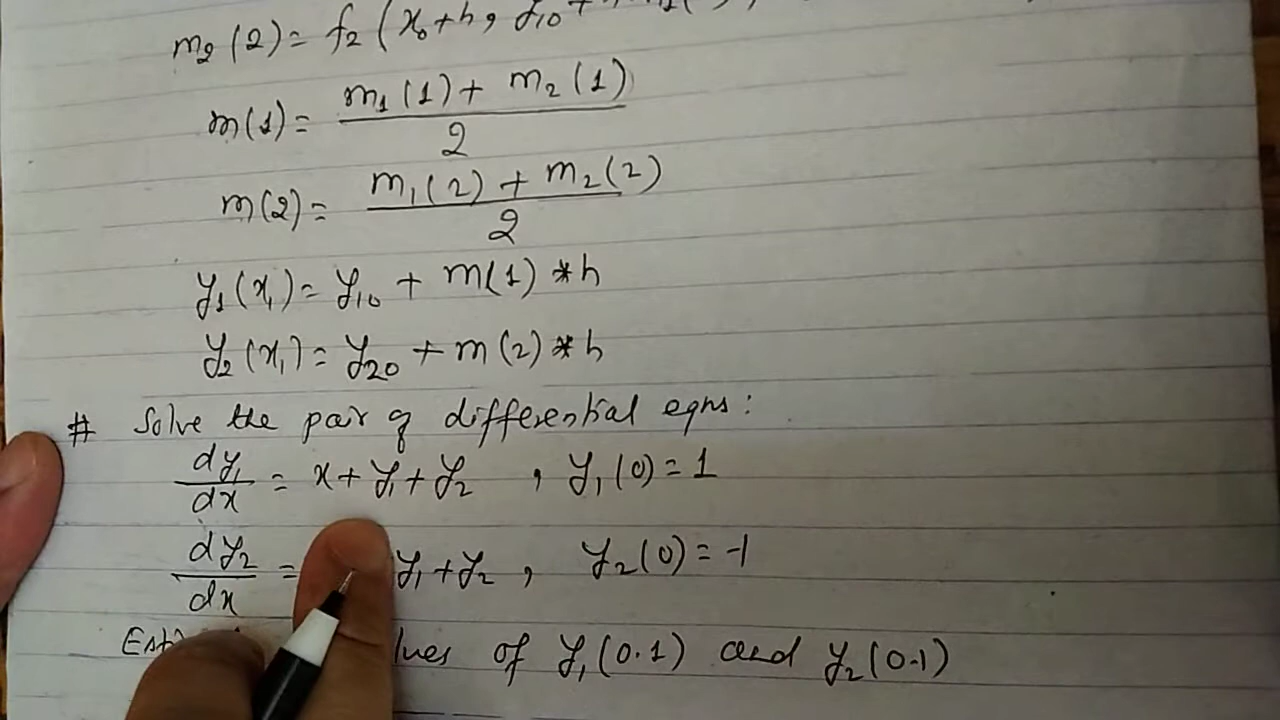 m₂(2) = f₂(x₀+h, y₁₀ +
m(1) = (m₁(1) + m₂(1)) / 2
m(2) = (m₁(2) + m₂(2)) / 2
y₁(x₁) = y₁₀ + m(1) * h
y₂(x₁) = y₂₀ + m(2) * h
# Solve the pair of differential eqns:
dy₁/dx = x + y₁ + y₂ , y₁(0) = 1
dy₂/dx = y₁ + y₂ , y₂(0) = -1
of y₁(0.1) and y₂(0.1)